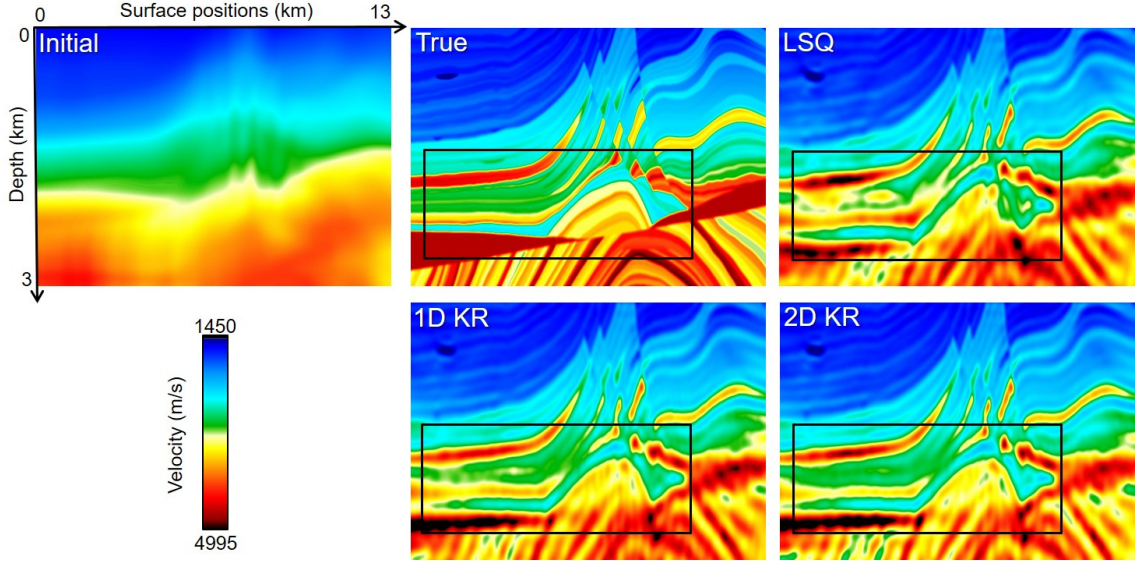 0 Surface positions (km) 13
0
Initial
True
LSQ
Depth (km)
3
1D KR
2D KR
1450
Velocity (m/s)
4995